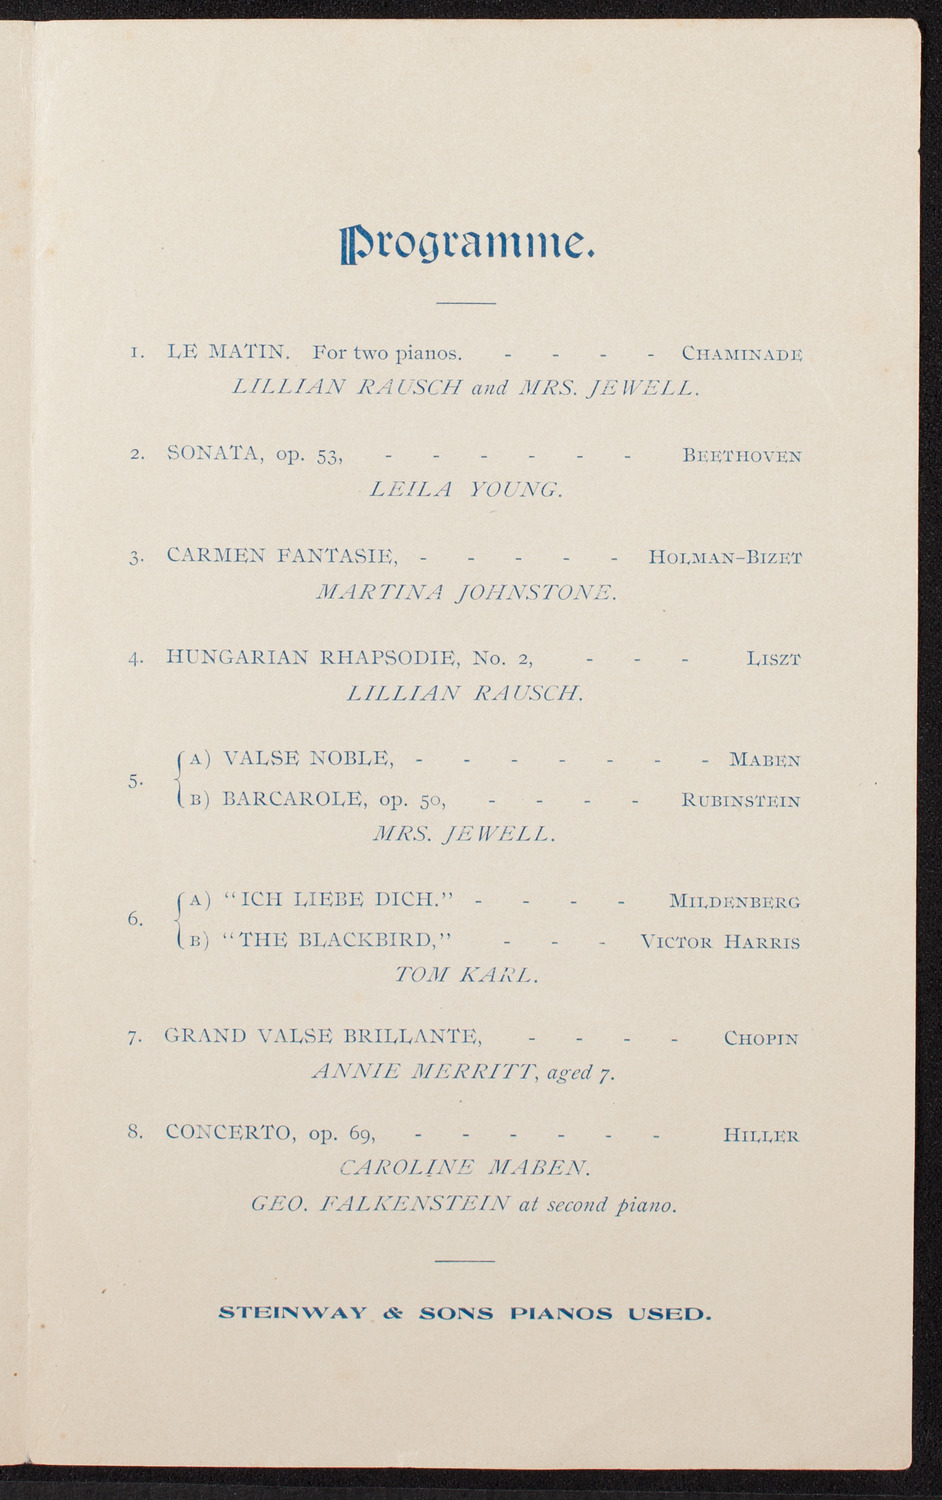 Programme.
1. LE MATIN. For two pianos. - - - - CHAMINADE
LILLIAN RAUSCH and MRS. JEWELL.
2. SONATA, op. 53, - - - - - - BEETHOVEN
LEILA YOUNG.
3. CARMEN FANTASIE, - - - - - HOLMAN-BIZET
MARTINA JOHNSTONE.
4. HUNGARIAN RHAPSODIE, No. 2, - - - LISZT
LILLIAN RAUSCH.
5. { A) VALSE NOBLE, - - - - - - - MABEN
B) BARCAROLE, op. 50, - - - - RUBINSTEIN
MRS. JEWELL.
6. { A) "ICH LIEBE DICH." - - - - MILDENBERG
B) "THE BLACKBIRD," - - - VICTOR HARRIS
TOM KARL.
7. GRAND VALSE BRILLANTE, - - - - CHOPIN
ANNIE MERRITT, aged 7.
8. CONCERTO, op. 69, - - - - - - HILLER
CAROLINE MABEN.
GEO. FALKENSTEIN at second piano.
STEINWAY & SONS PIANOS USED.